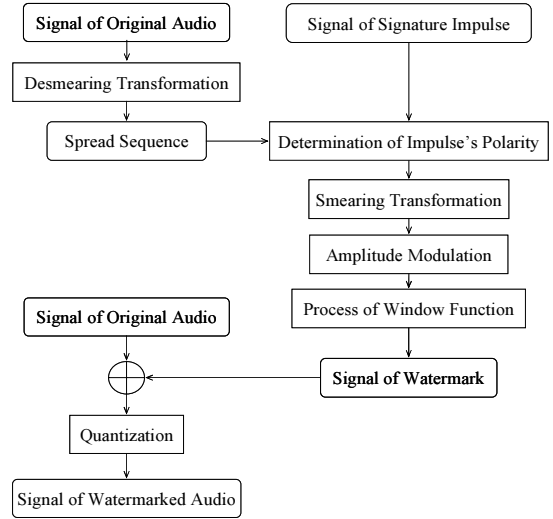 Signal of Original Audio
Signal of Signature Impulse
Desmearing Transformation
Spread Sequence
Determination of Impulse's Polarity
Smearing Transformation
Amplitude Modulation
Process of Window Function
Signal of Original Audio
Signal of Watermark
Quantization
Signal of Watermarked Audio